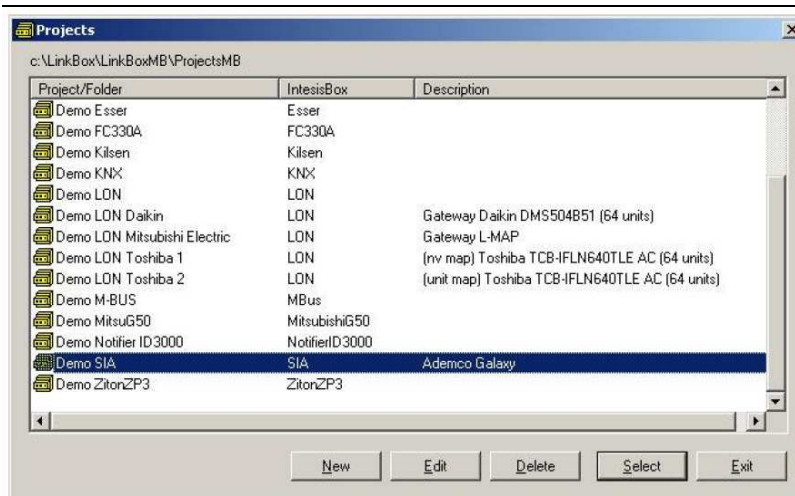 Projects
c:\LinkBox\LinkBoxMB\ProjectsMB
Project/Folder IntesisBox Description
Demo Esser Esser
Demo FC330A FC330A
Demo Kilsen Kilsen
Demo KNX KNX
Demo LON LON
Demo LON Daikin LON Gateway Daikin DMS504B51 (64 units)
Demo LON Mitsubishi Electric LON Gateway L-MAP
Demo LON Toshiba 1 LON (nv map) Toshiba TCB-IFLN640TLE AC (64 units)
Demo LON Toshiba 2 LON (unit map) Toshiba TCB-IFLN640TLE AC (64 units)
Demo M-BUS MBus
Demo MitsuG50 MitsubishiG50
Demo Notifier ID3000 NotifierID3000
Demo SIA SIA Ademco Galaxy
Demo ZitonZP3 ZitonZP3
New Edit Delete Select Exit